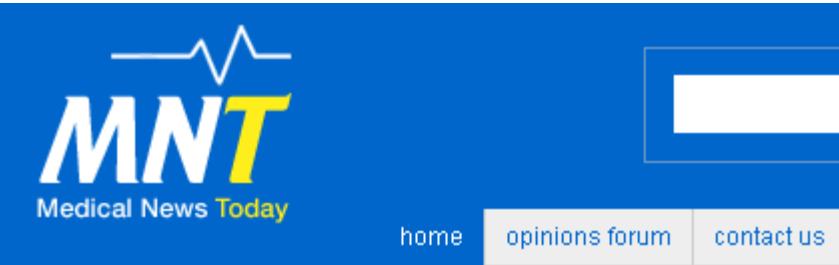 MNT
Medical News Today
home
opinions forum
contact us